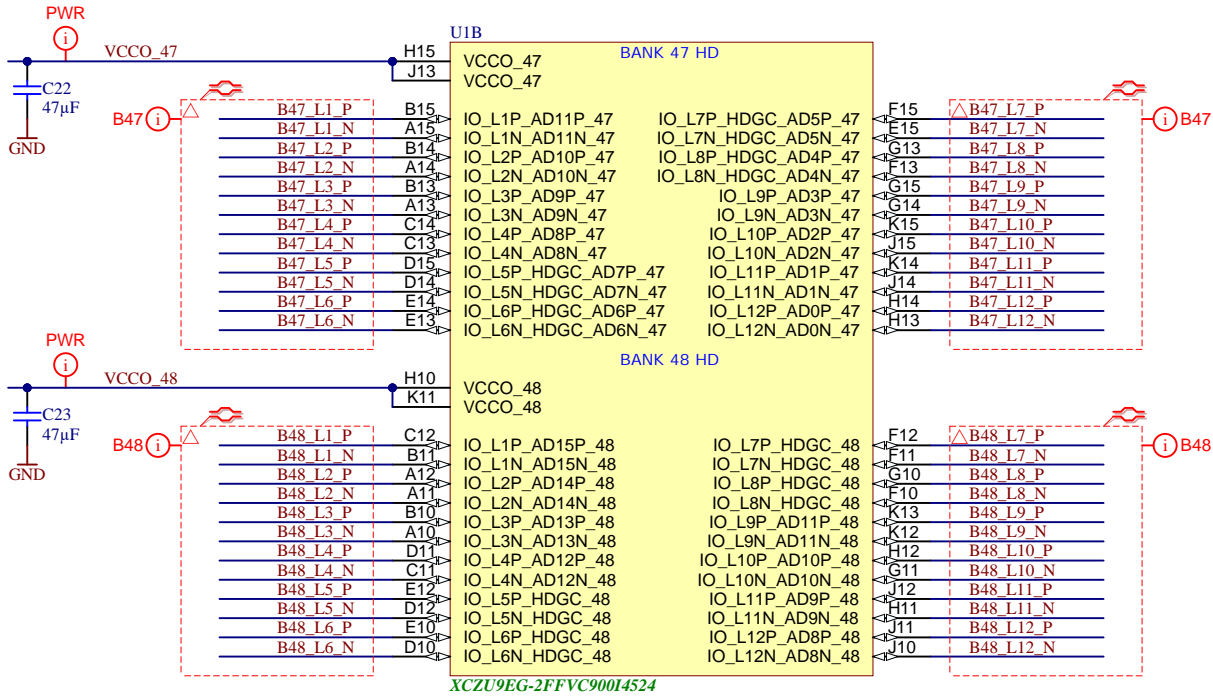 PWR
i
VCCO_47
C22
47µF
GND
B47 i
B47_L1_P
B47_L1_N
B47_L2_P
B47_L2_N
B47_L3_P
B47_L3_N
B47_L4_P
B47_L4_N
B47_L5_P
B47_L5_N
B47_L6_P
B47_L6_N
U1B
BANK 47 HD
H15 VCCO_47
J13 VCCO_47
B15 IO_L1P_AD11P_47
A15 IO_L1N_AD11N_47
B14 IO_L2P_AD10P_47
A14 IO_L2N_AD10N_47
B13 IO_L3P_AD9P_47
A13 IO_L3N_AD9N_47
C14 IO_L4P_AD8P_47
C13 IO_L4N_AD8N_47
D15 IO_L5P_HDGC_AD7P_47
D14 IO_L5N_HDGC_AD7N_47
E14 IO_L6P_HDGC_AD6P_47
E13 IO_L6N_HDGC_AD6N_47
IO_L7P_HDGC_AD5P_47 F15 B47_L7_P
IO_L7N_HDGC_AD5N_47 E15 B47_L7_N
IO_L8P_HDGC_AD4P_47 G13 B47_L8_P
IO_L8N_HDGC_AD4N_47 F13 B47_L8_N
IO_L9P_AD3P_47 G15 B47_L9_P
IO_L9N_AD3N_47 G14 B47_L9_N
IO_L10P_AD2P_47 K15 B47_L10_P
IO_L10N_AD2N_47 J15 B47_L10_N
IO_L11P_AD1P_47 K14 B47_L11_P
IO_L11N_AD1N_47 J14 B47_L11_N
IO_L12P_AD0P_47 H14 B47_L12_P
IO_L12N_AD0N_47 H13 B47_L12_N
i B47
PWR
i
VCCO_48
C23
47µF
GND
B48 i
B48_L1_P
B48_L1_N
B48_L2_P
B48_L2_N
B48_L3_P
B48_L3_N
B48_L4_P
B48_L4_N
B48_L5_P
B48_L5_N
B48_L6_P
B48_L6_N
BANK 48 HD
H10 VCCO_48
K11 VCCO_48
C12 IO_L1P_AD15P_48
B11 IO_L1N_AD15N_48
A12 IO_L2P_AD14P_48
A11 IO_L2N_AD14N_48
B10 IO_L3P_AD13P_48
A10 IO_L3N_AD13N_48
D11 IO_L4P_AD12P_48
C11 IO_L4N_AD12N_48
E12 IO_L5P_HDGC_48
D12 IO_L5N_HDGC_48
E10 IO_L6P_HDGC_48
D10 IO_L6N_HDGC_48
IO_L7P_HDGC_48 F12 B48_L7_P
IO_L7N_HDGC_48 F11 B48_L7_N
IO_L8P_HDGC_48 G10 B48_L8_P
IO_L8N_HDGC_48 F10 B48_L8_N
IO_L9P_AD11P_48 K13 B48_L9_P
IO_L9N_AD11N_48 K12 B48_L9_N
IO_L10P_AD10P_48 H12 B48_L10_P
IO_L10N_AD10N_48 G11 B48_L10_N
IO_L11P_AD9P_48 J12 B48_L11_P
IO_L11N_AD9N_48 H11 B48_L11_N
IO_L12P_AD8P_48 J11 B48_L12_P
IO_L12N_AD8N_48 J10 B48_L12_N
i B48
XCZU9EG-2FFVC900I4524